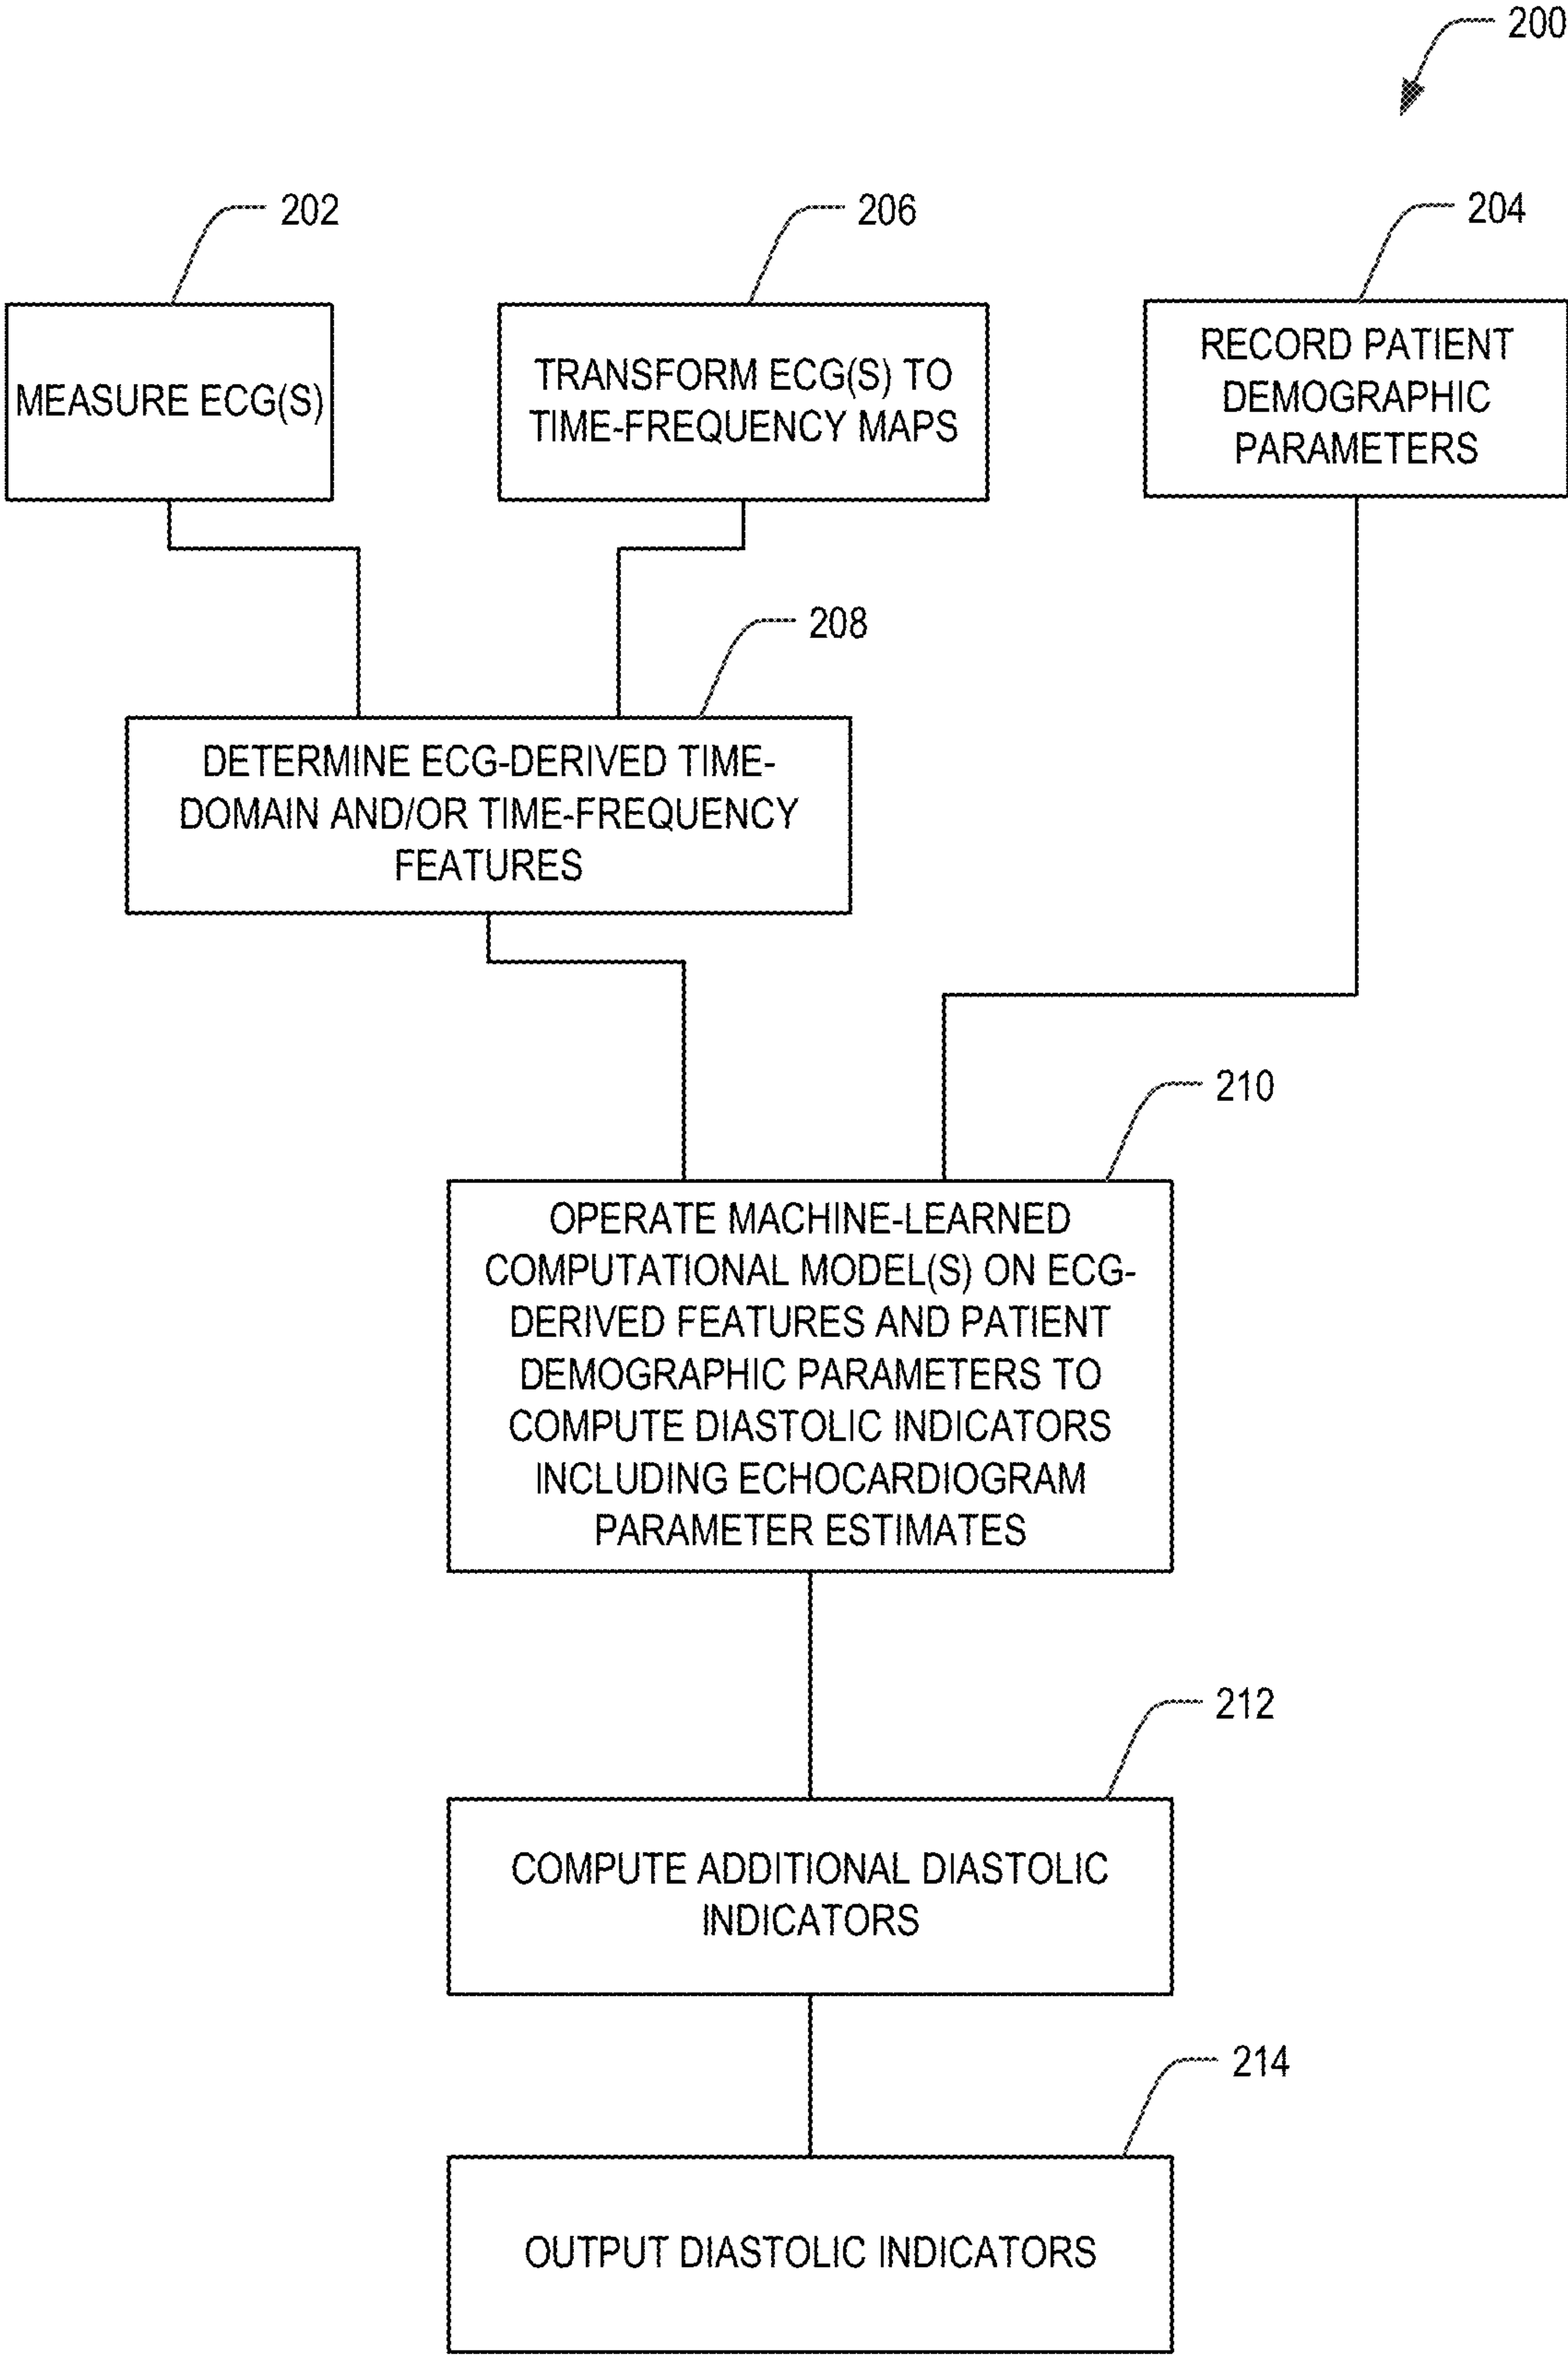 200
202
206
204
MEASURE ECG(S)
TRANSFORM ECG(S) TO
TIME-FREQUENCY MAPS
RECORD PATIENT
DEMOGRAPHIC
PARAMETERS
208
DETERMINE ECG-DERIVED TIME-
DOMAIN AND/OR TIME-FREQUENCY
FEATURES
210
OPERATE MACHINE-LEARNED
COMPUTATIONAL MODEL(S) ON ECG-
DERIVED FEATURES AND PATIENT
DEMOGRAPHIC PARAMETERS TO
COMPUTE DIASTOLIC INDICATORS
INCLUDING ECHOCARDIOGRAM
PARAMETER ESTIMATES
212
COMPUTE ADDITIONAL DIASTOLIC
INDICATORS
214
OUTPUT DIASTOLIC INDICATORS